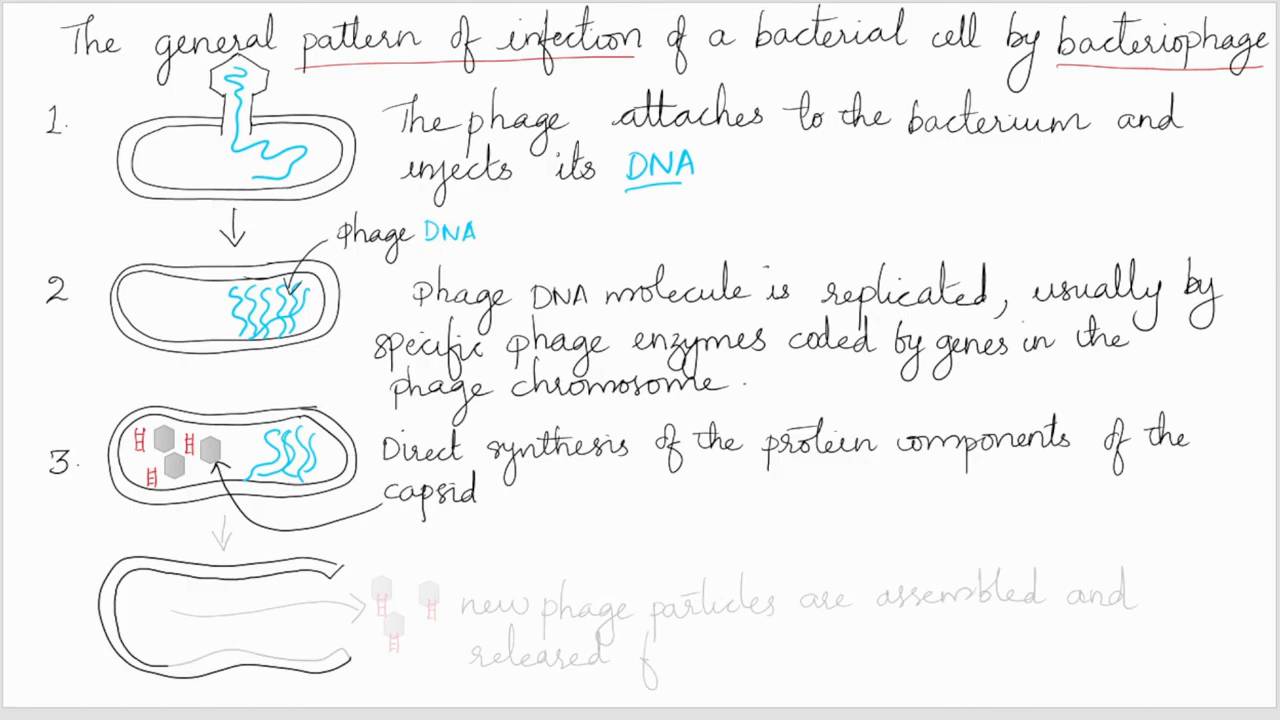 The general pattern of infection of a bacterial cell by bacteriophage
1.
The phage attaches to the bacterium and
injects its DNA
phage DNA
2
phage DNA molecule is replicated, usually by
specific phage enzymes coded by genes in the
phage chromosome.
3.
Direct synthesis of the protein components of the
capsid
new phage particles are assembled and
released f